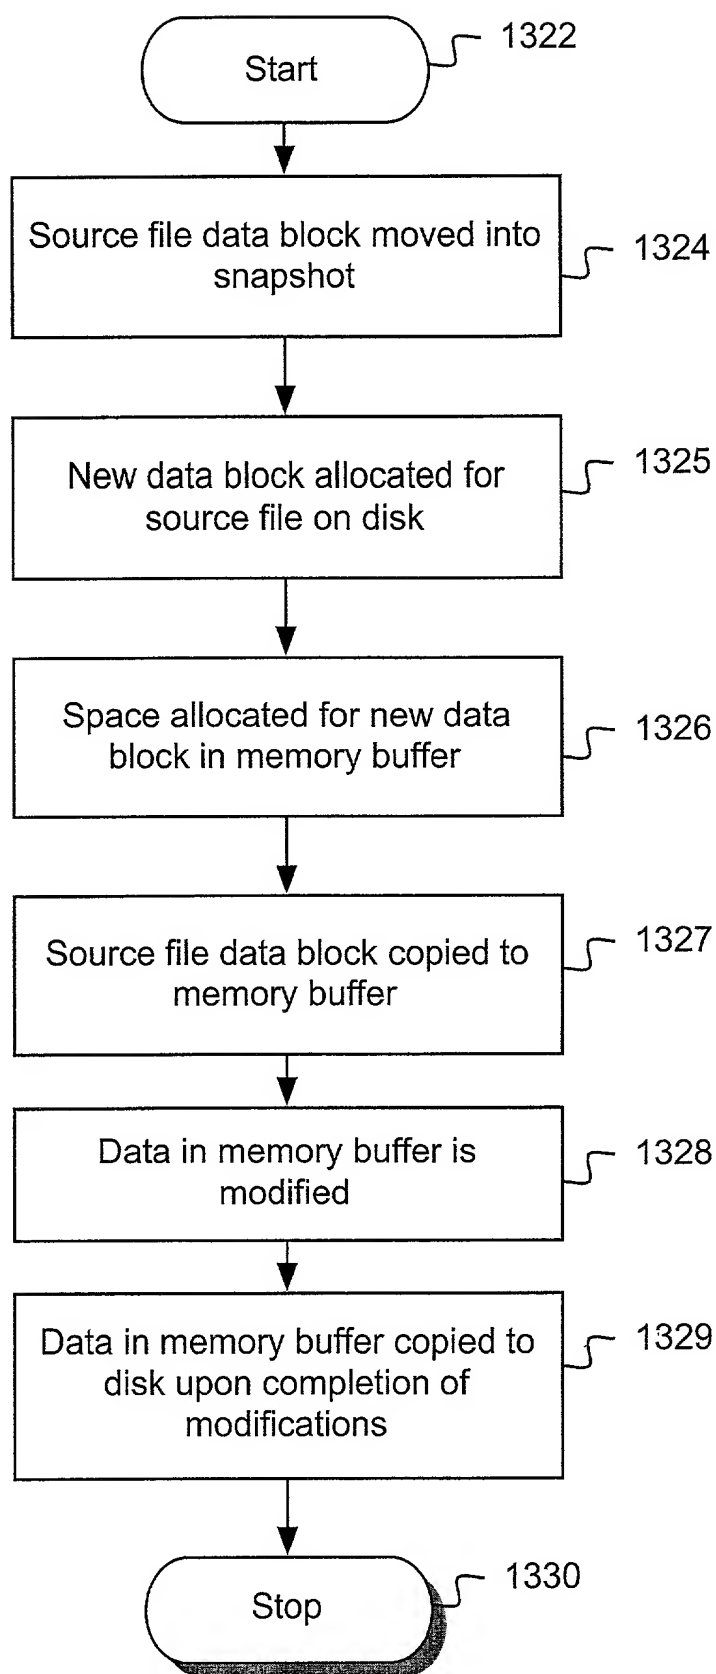 Start
1322
Source file data block moved into
snapshot
1324
New data block allocated for
source file on disk
1325
Space allocated for new data
block in memory buffer
1326
Source file data block copied to
memory buffer
1327
Data in memory buffer is
modified
1328
Data in memory buffer copied to
disk upon completion of
modifications
1329
Stop
1330